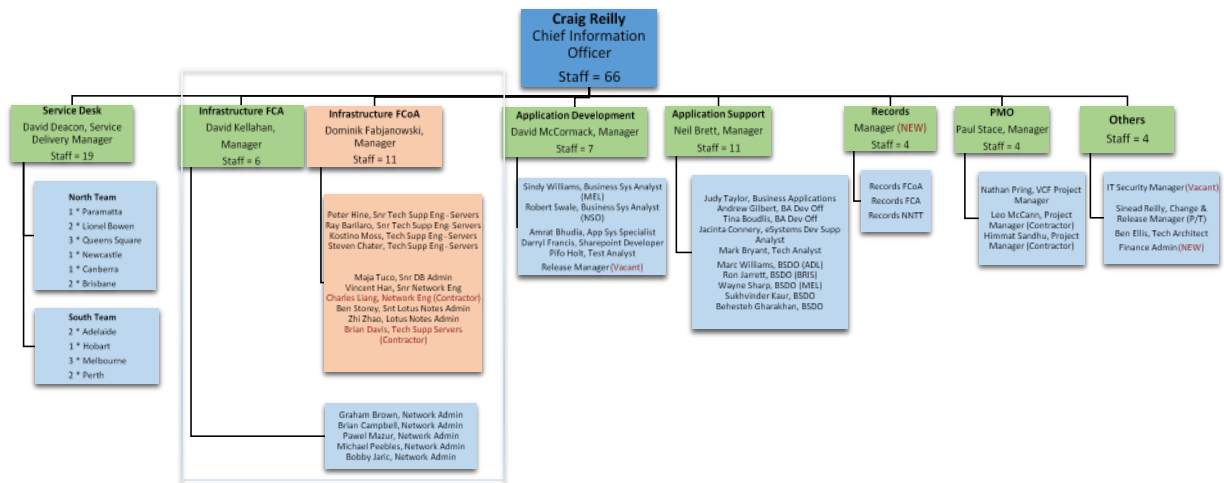 Craig Reilly
Chief Information
Officer
Staff = 66
Service Desk
David Deacon, Service
Delivery Manager
Staff = 19
North Team
1 * Paramatta
2 * Lionel Bowen
3 * Queens Square
1 * Newcastle
1 * Canberra
2 * Brisbane
South Team
2 * Adelaide
1 * Hobart
3 * Melbourne
2 * Perth
Infrastructure FCA
David Kellahan,
Manager
Staff = 6
Infrastructure FCoA
Dominik Fabjanowski,
Manager
Staff = 11
Peter Hine, Snr Tech Supp Eng - Servers
Ray Barilaro, Snr Tech Supp Eng- Servers
Kostino Moss, Tech Supp Eng - Servers
Steven Chater, Tech Supp Eng - Servers
Maja Tuco, Snr DB Admin
Vincent Han, Snr Network Eng
Charles Liang, Network Eng (Contractor)
Ben Storey, Snt Lotus Notes Admin
Zhi Zhao, Lotus Notes Admin
Brian Davis, Tech Supp Servers
(Contractor)
Graham Brown, Network Admin
Brian Campbell, Network Admin
Pawel Mazur, Network Admin
Michael Peebles, Network Admin
Bobby Jaric, Network Admin
Application Development
David McCormack, Manager
Staff = 7
Sindy Williams, Business Sys Analyst
(MEL)
Robert Swale, Business Sys Analyst
(NSO)
Amrat Bhudia, App Sys Specialist
Darryl Francis, Sharepoint Developer
Pifo Holt, Test Analyst
Release Manager (Vacant)
Application Support
Neil Brett, Manager
Staff = 11
Judy Taylor, Business Applications
Andrew Gilbert, BA Dev Off
Tina Boudlis, BA Dev Off
Jacinta Connery, eSystems Dev Supp
Analyst
Mark Bryant, Tech Analyst
Marc Williams, BSDO (ADL)
Ron Jarrett, BSDO (BRIS)
Wayne Sharp, BSDO (MEL)
Sukhvinder Kaur, BSDO
Behesteh Gharakhan, BSDO
Records
Manager (NEW)
Staff = 4
Records FCoA
Records FCA
Records NNTT
PMO
Paul Stace, Manager
Staff = 4
Nathan Pring, VCF Project
Manager
Leo McCann, Project
Manager (Contractor)
Himmat Sandhu, Project
Manager (Contractor)
Others
Staff = 4
IT Security Manager (Vacant)
Sinead Reilly, Change &
Release Manager (P/T)
Ben Ellis, Tech Architect
Finance Admin (NEW)